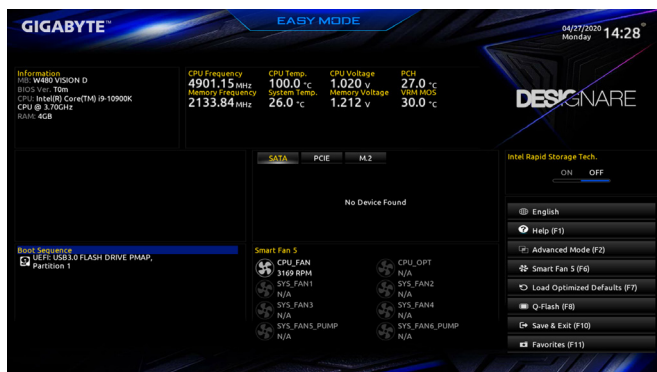 GIGABYTE™
EASY MODE
04/27/2020
Monday
14:28
Information
MB: W480 VISION D
BIOS Ver. T0m
CPU: Intel(R) Core(TM) i9-10900K
CPU @ 3.70GHz
RAM: 4GB
CPU Frequency
4901.15 MHz
Memory Frequency
2133.84 MHz
CPU Temp.
100.0 °C
System Temp.
26.0 °C
CPU Voltage
1.020 V
Memory Voltage
1.212 V
PCH
27.0 °C
VRM MOS
30.0 °C
DESIGNARE
SATA PCIE M.2
No Device Found
Intel Rapid Storage Tech.
ON OFF
Boot Sequence
UEFI: USB3.0 FLASH DRIVE PMAP,
Partition 1
Smart Fan 5
CPU_FAN
3169 RPM
CPU_OPT
N/A
SYS_FAN1
N/A
SYS_FAN2
N/A
SYS_FAN3
N/A
SYS_FAN4
N/A
SYS_FAN5_PUMP
N/A
SYS_FAN6_PUMP
N/A
English
Help (F1)
Advanced Mode (F2)
Smart Fan 5 (F6)
Load Optimized Defaults (F7)
Q-Flash (F8)
Save & Exit (F10)
Favorites (F11)